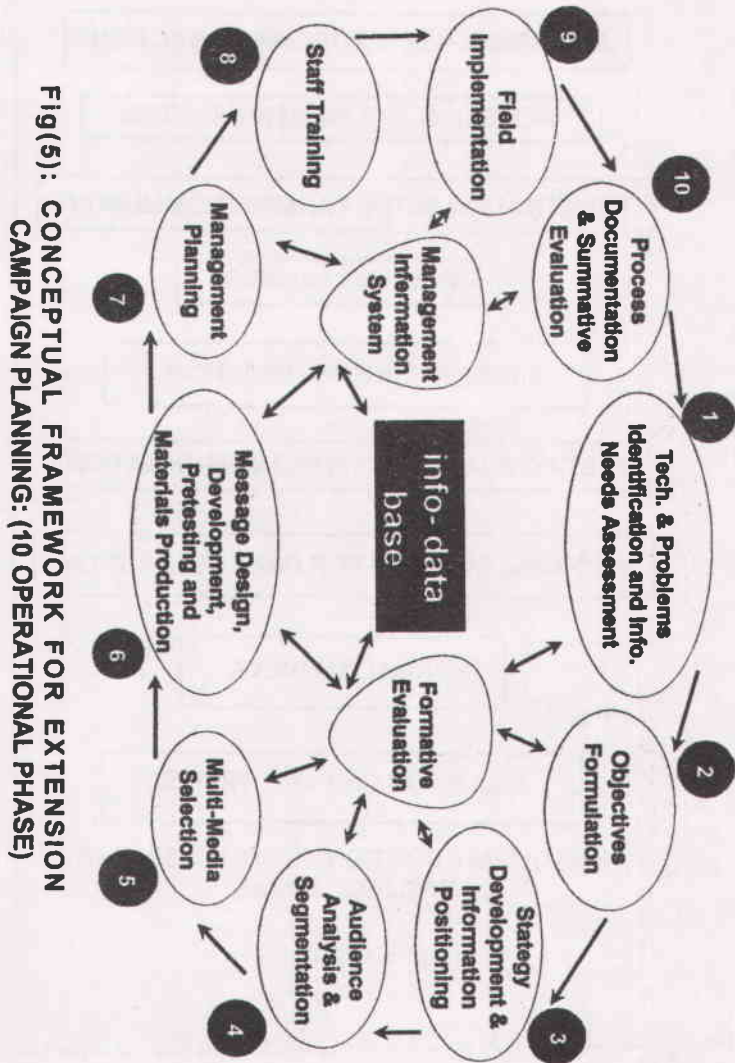 1
Tech. & Problems
Identification and Info.
Needs Assessment
2
Objectives
Formulation
3
Stategy
Development &
Information
Positioning
4
Audience
Analysis &
Segmentation
5
Multi-Media
Selection
6
Message Design,
Development,
Pretesting and
Materials Production
7
Management
Planning
8
Staff Training
9
Field
Implementation
10
Process
Documentation
& Summative
Evaluation
Management
Information
System
info- data
base
Formative
Evaluation
Fig(5): CONCEPTUAL FRAMEWORK FOR EXTENSION
CAMPAIGN PLANNING: (10 OPERATIONAL PHASE)